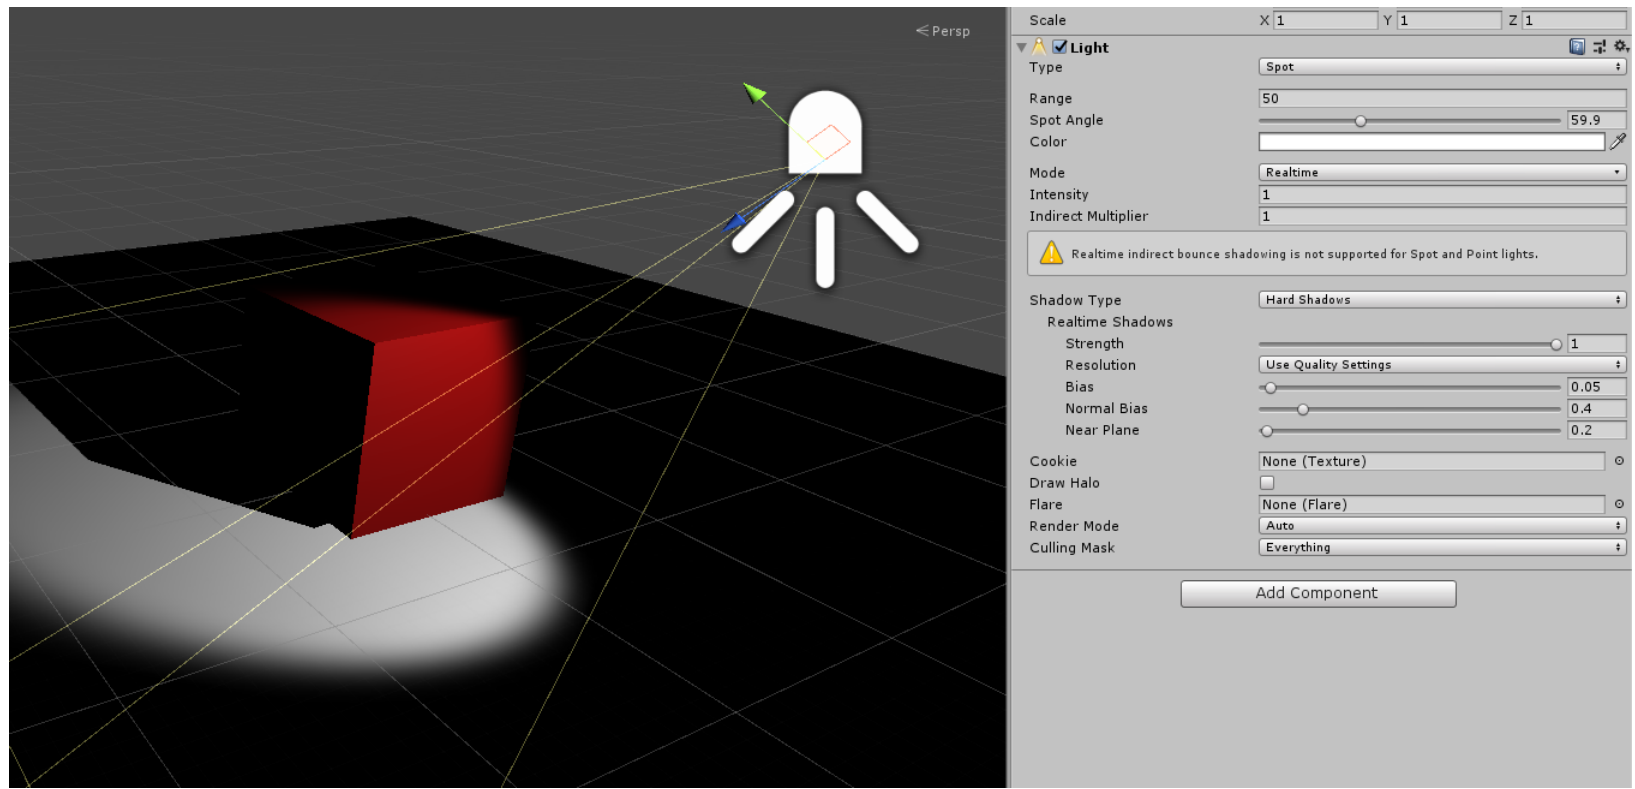 Persp
Scale X 1 Y 1 Z 1
Light
Type Spot
Range 50
Spot Angle 59.9
Color
Mode Realtime
Intensity 1
Indirect Multiplier 1
Realtime indirect bounce shadowing is not supported for Spot and Point lights.
Shadow Type Hard Shadows
Realtime Shadows
Strength 1
Resolution Use Quality Settings
Bias 0.05
Normal Bias 0.4
Near Plane 0.2
Cookie None (Texture)
Draw Halo
Flare None (Flare)
Render Mode Auto
Culling Mask Everything
Add Component